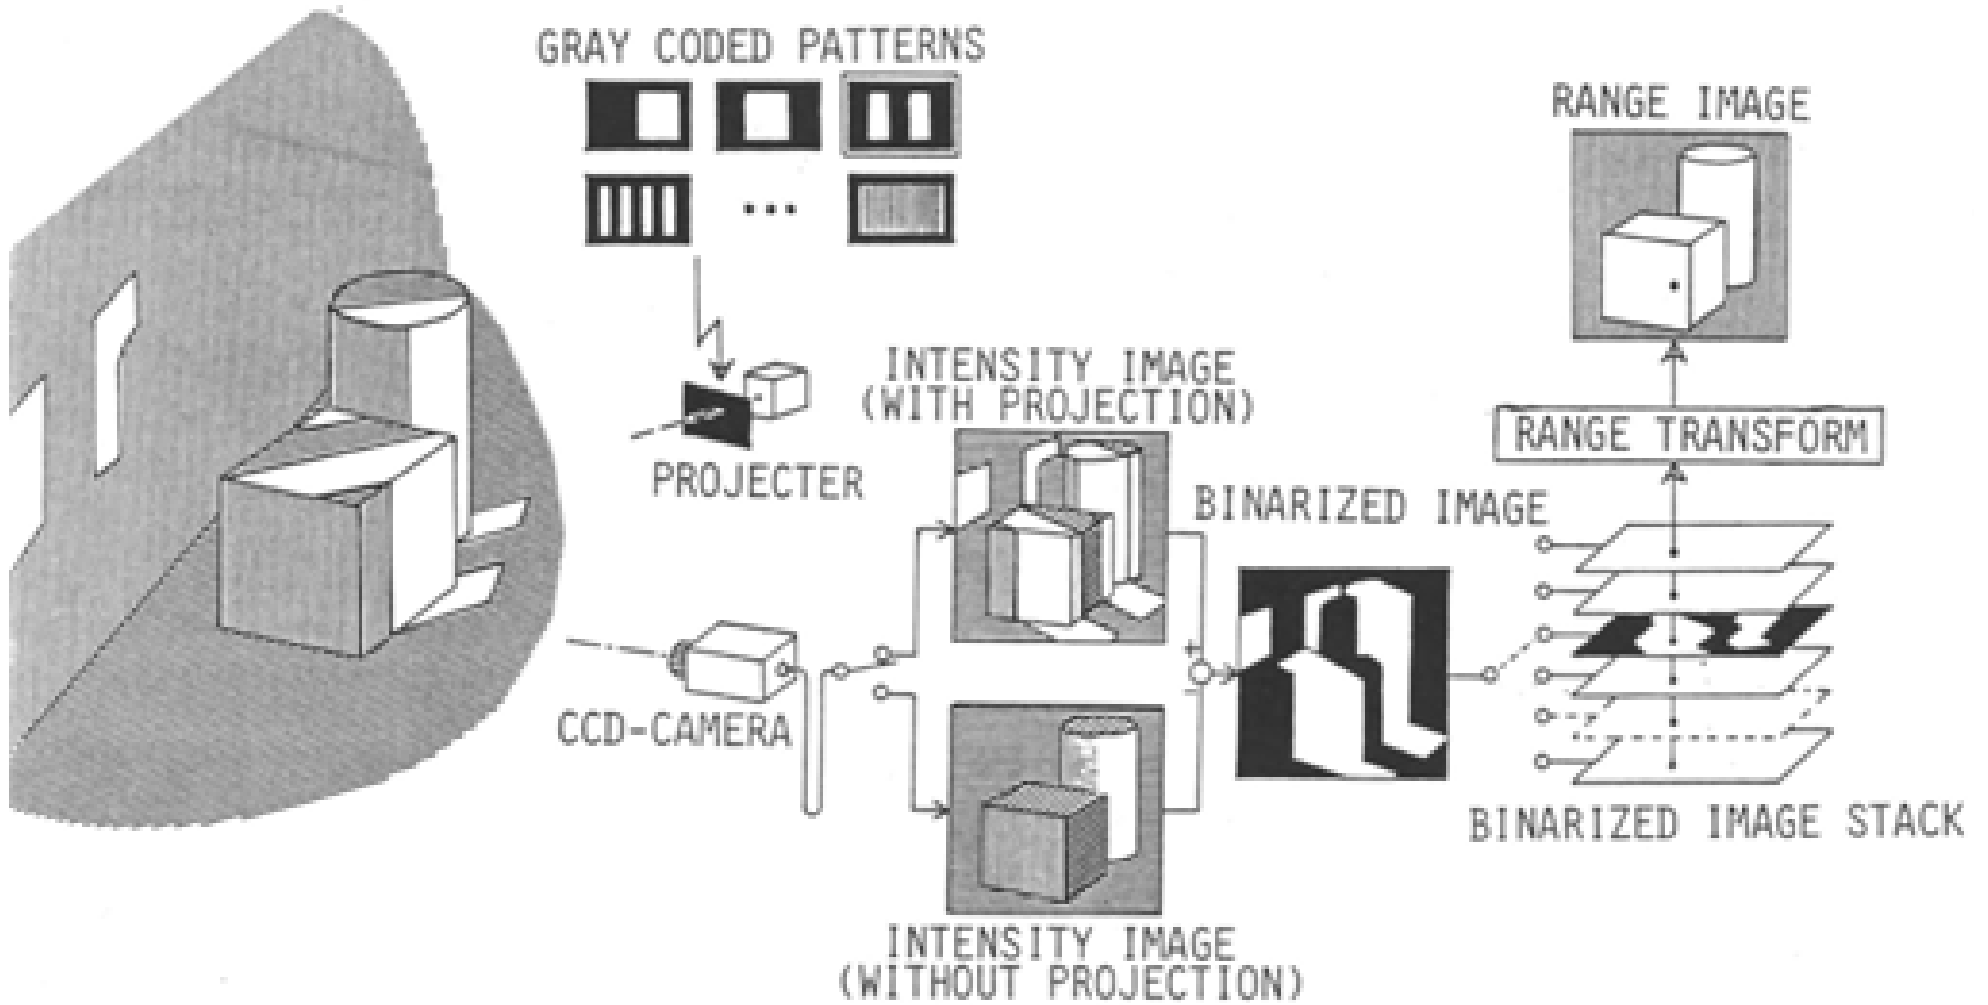 GRAY CODED PATTERNS
RANGE IMAGE
INTENSITY IMAGE
(WITH PROJECTION)
RANGE TRANSFORM
PROJECTER
BINARIZED IMAGE
CCD-CAMERA
BINARIZED IMAGE STACK
INTENSITY IMAGE
(WITHOUT PROJECTION)